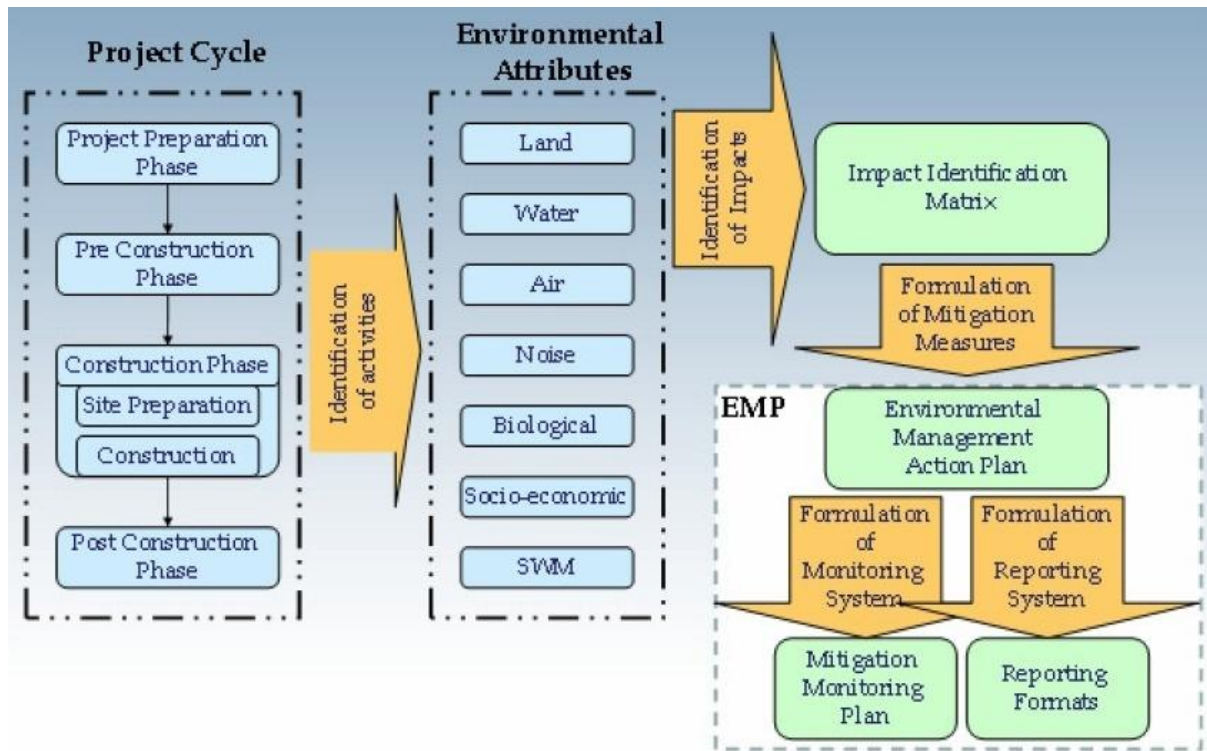 Project Cycle
Project Preparation
Phase
Pre Construction
Phase
Construction Phase
Site Preparation
Construction
Post Construction
Phase
Identification
of activities
Environmental
Attributes
Land
Water
Air
Noise
Biological
Socio-economic
SWM
Identification
of Impacts
Impact Identification
Matrix
Formulation
of Mitigation
Measures
EMP
Environmental
Management
Action Plan
Formulation
of
Monitoring
System
Formulation
of
Reporting
System
Mitigation
Monitoring
Plan
Reporting
Formats